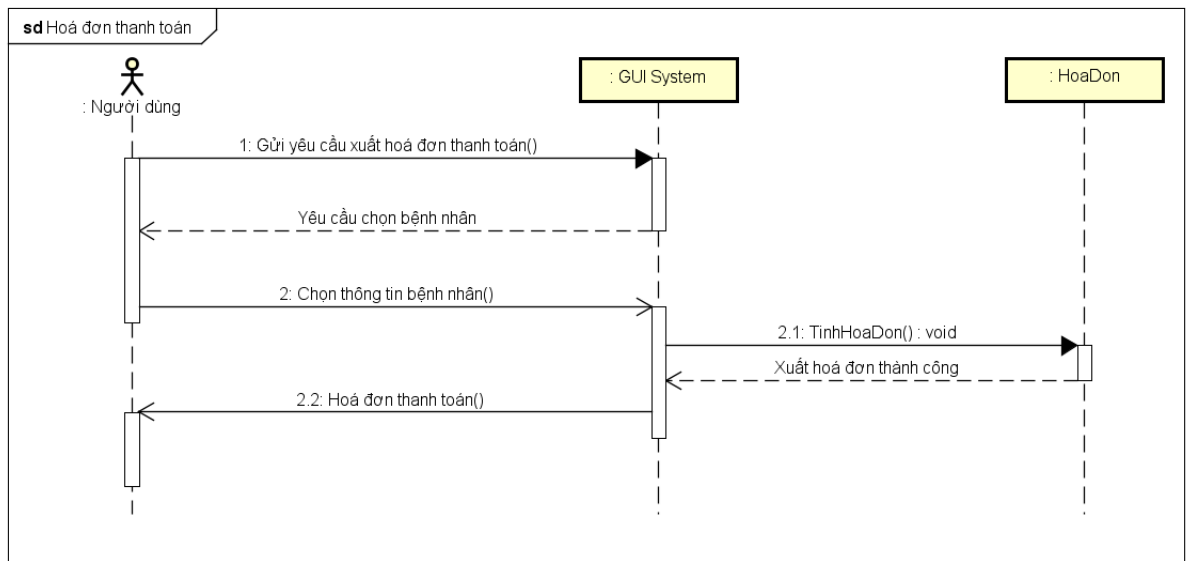 sd Hoá đơn thanh toán
: Người dùng
: GUI System
: HoaDon
1: Gửi yêu cầu xuất hoá đơn thanh toán()
Yêu cầu chọn bệnh nhân
2: Chọn thông tin bệnh nhân()
2.1: TinhHoaDon() : void
Xuất hoá đơn thành công
2.2: Hoá đơn thanh toán()